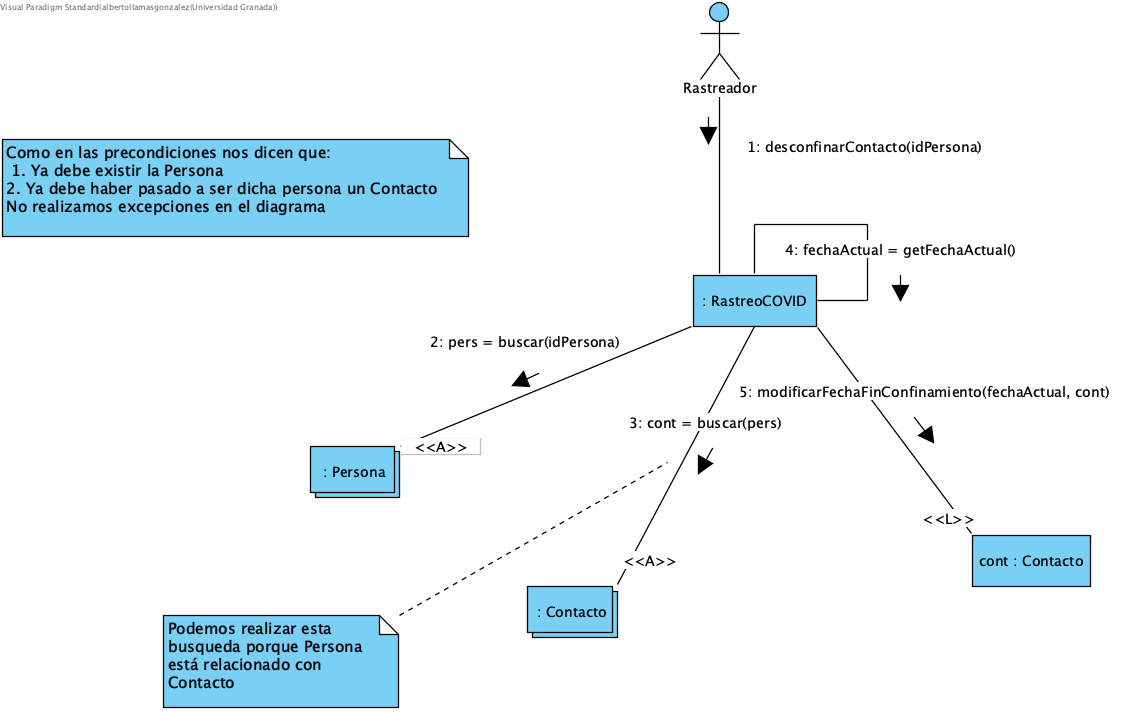 Visual Paradigm Standard(albertollamasgonzalez(Universidad Granada))
Rastreador
1: desconfinarContacto(idPersona)
Como en las precondiciones nos dicen que:
1. Ya debe existir la Persona
2. Ya debe haber pasado a ser dicha persona un Contacto
No realizamos excepciones en el diagrama
4: fechaActual = getFechaActual()
: RastreoCOVID
2: pers = buscar(idPersona)
5: modificarFechaFinConfinamiento(fechaActual, cont)
3: cont = buscar(pers)
<<A>>
: Persona
<<L>>
<<A>>
cont : Contacto
: Contacto
Podemos realizar esta
busqueda porque Persona
está relacionado con
Contacto